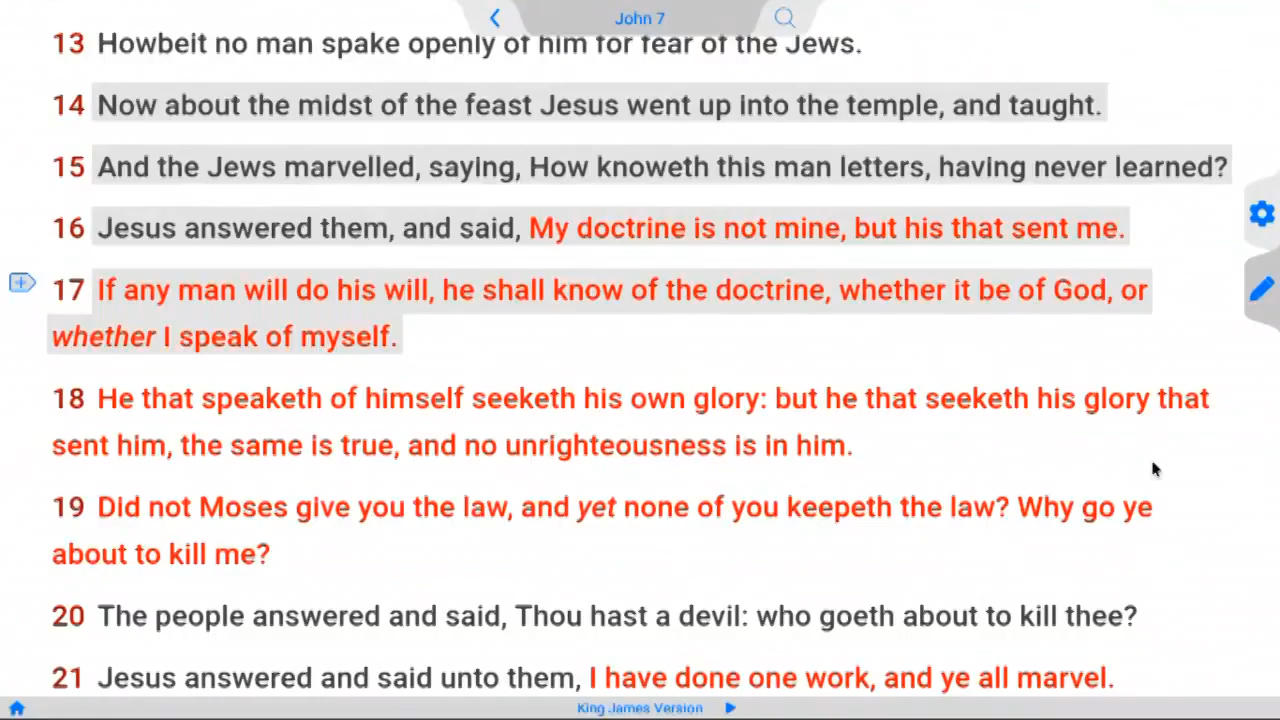 John 7
13 Howbeit no man spake openly of him for fear of the Jews.
14 Now about the midst of the feast Jesus went up into the temple, and taught.
15 And the Jews marvelled, saying, How knoweth this man letters, having never learned?
16 Jesus answered them, and said, My doctrine is not mine, but his that sent me.
17 If any man will do his will, he shall know of the doctrine, whether it be of God, or
whether I speak of myself.
18 He that speaketh of himself seeketh his own glory: but he that seeketh his glory that
sent him, the same is true, and no unrighteousness is in him.
19 Did not Moses give you the law, and yet none of you keepeth the law? Why go ye
about to kill me?
20 The people answered and said, Thou hast a devil: who goeth about to kill thee?
21 Jesus answered and said unto them, I have done one work, and ye all marvel.
King James Version